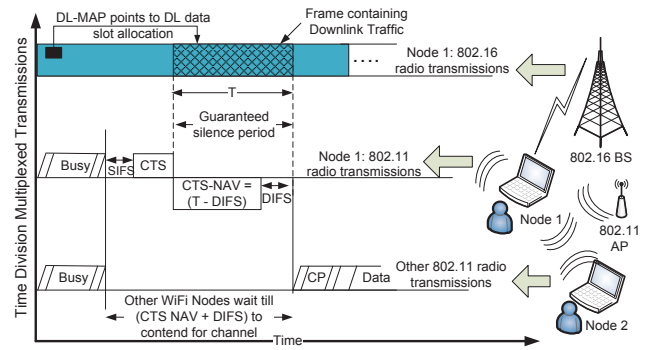 DL-MAP points to DL data
slot allocation
Frame containing
Downlink Traffic
Time Division Multiplexed Transmissions
....
Node 1: 802.16
radio transmissions
T
Guaranteed
silence period
802.16 BS
Busy
SIFS
CTS
Node 1: 802.11
radio transmissions
CTS-NAV =
(T - DIFS)
DIFS
Node 1
802.11
AP
Busy
CP
Data
Other 802.11 radio
transmissions
Other WiFi Nodes wait till
(CTS NAV + DIFS) to
contend for channel
Time
Node 2